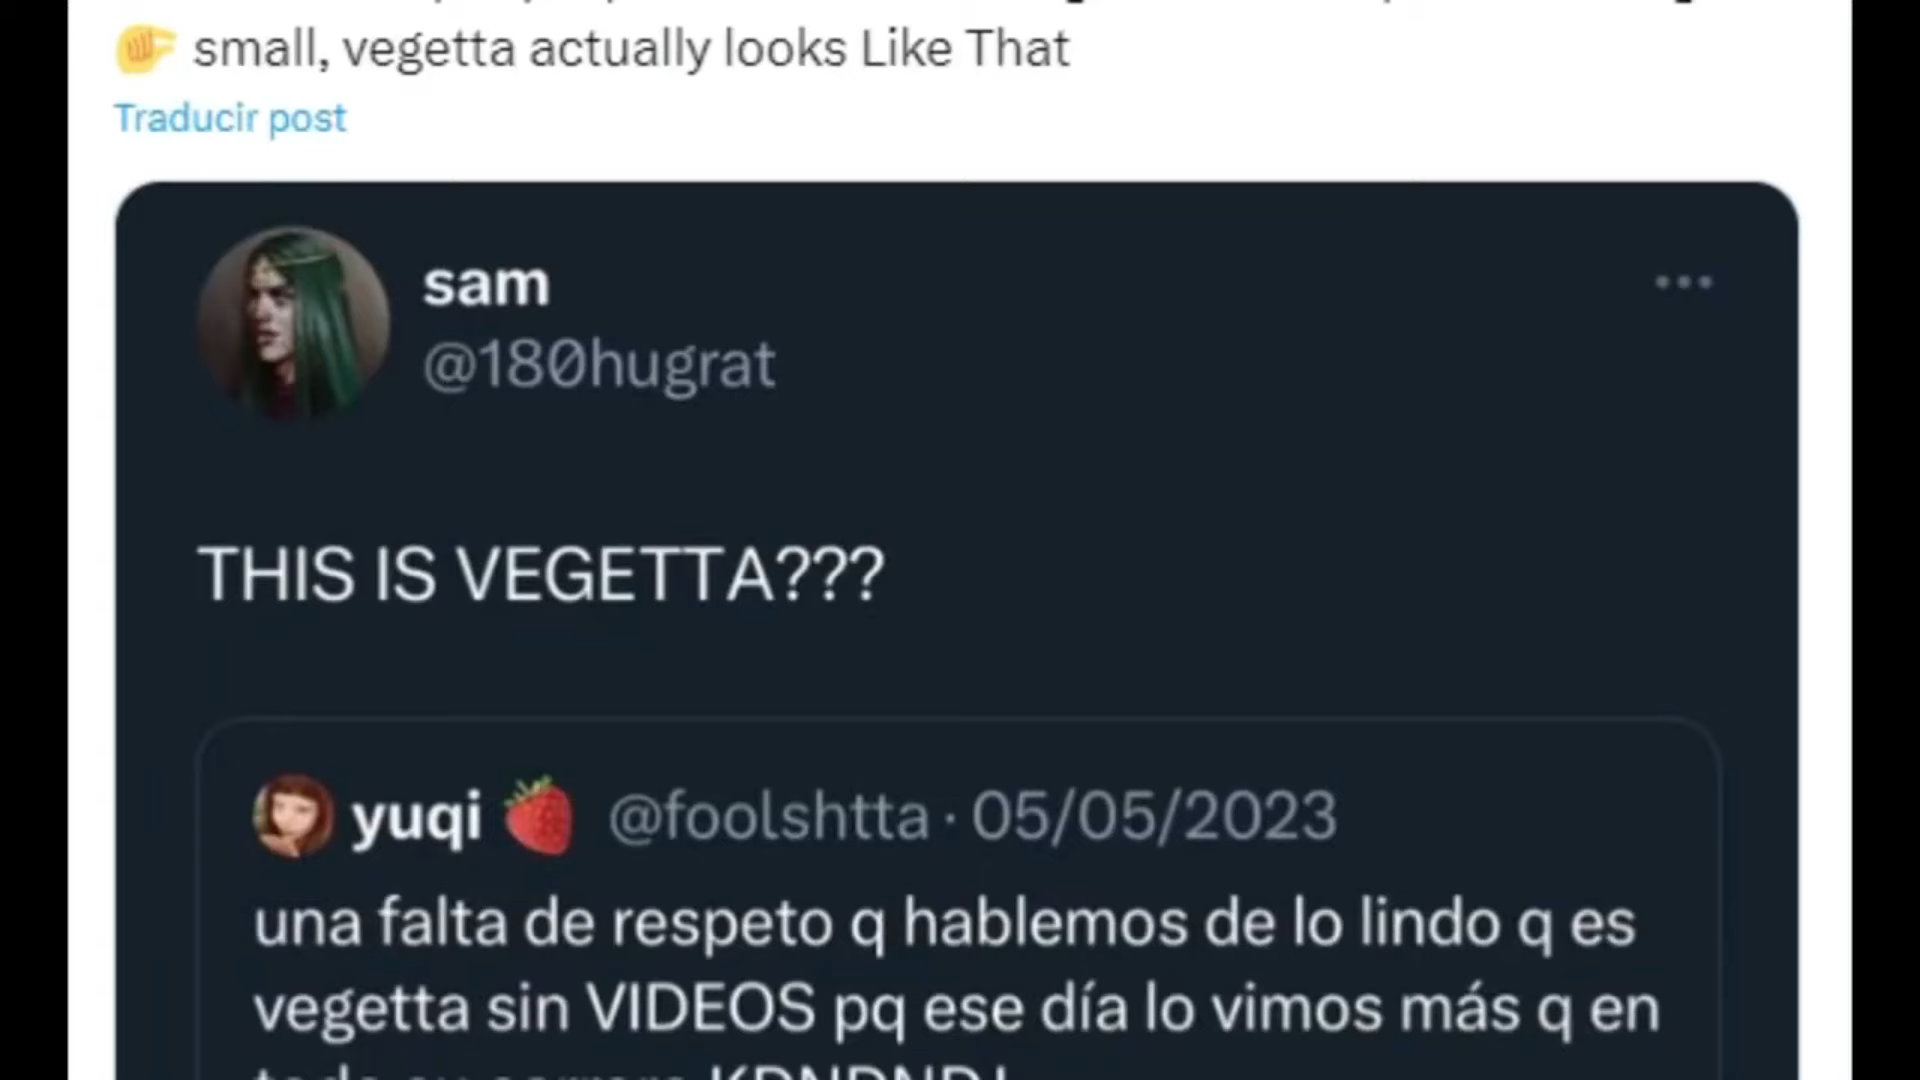 small, vegetta actually looks Like That
Traducir post
sam
@180hugrat
THIS IS VEGETTA???
yuqi 🍓 @foolshtta · 05/05/2023
una falta de respeto q hablemos de lo lindo q es
vegetta sin VIDEOS pq ese día lo vimos más q en